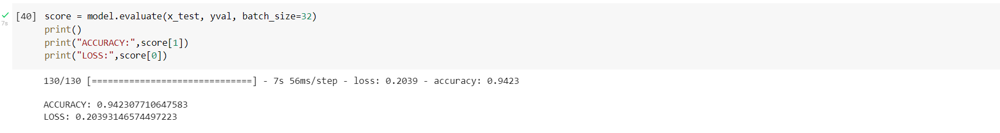 [40] score = model.evaluate(x_test, yval, batch_size=32)
7s
print()
print("ACCURACY:",score[1])
print("LOSS:",score[0])
130/130 [==============================] - 7s 56ms/step - loss: 0.2039 - accuracy: 0.9423
ACCURACY: 0.942307710647583
LOSS: 0.20393146574497223